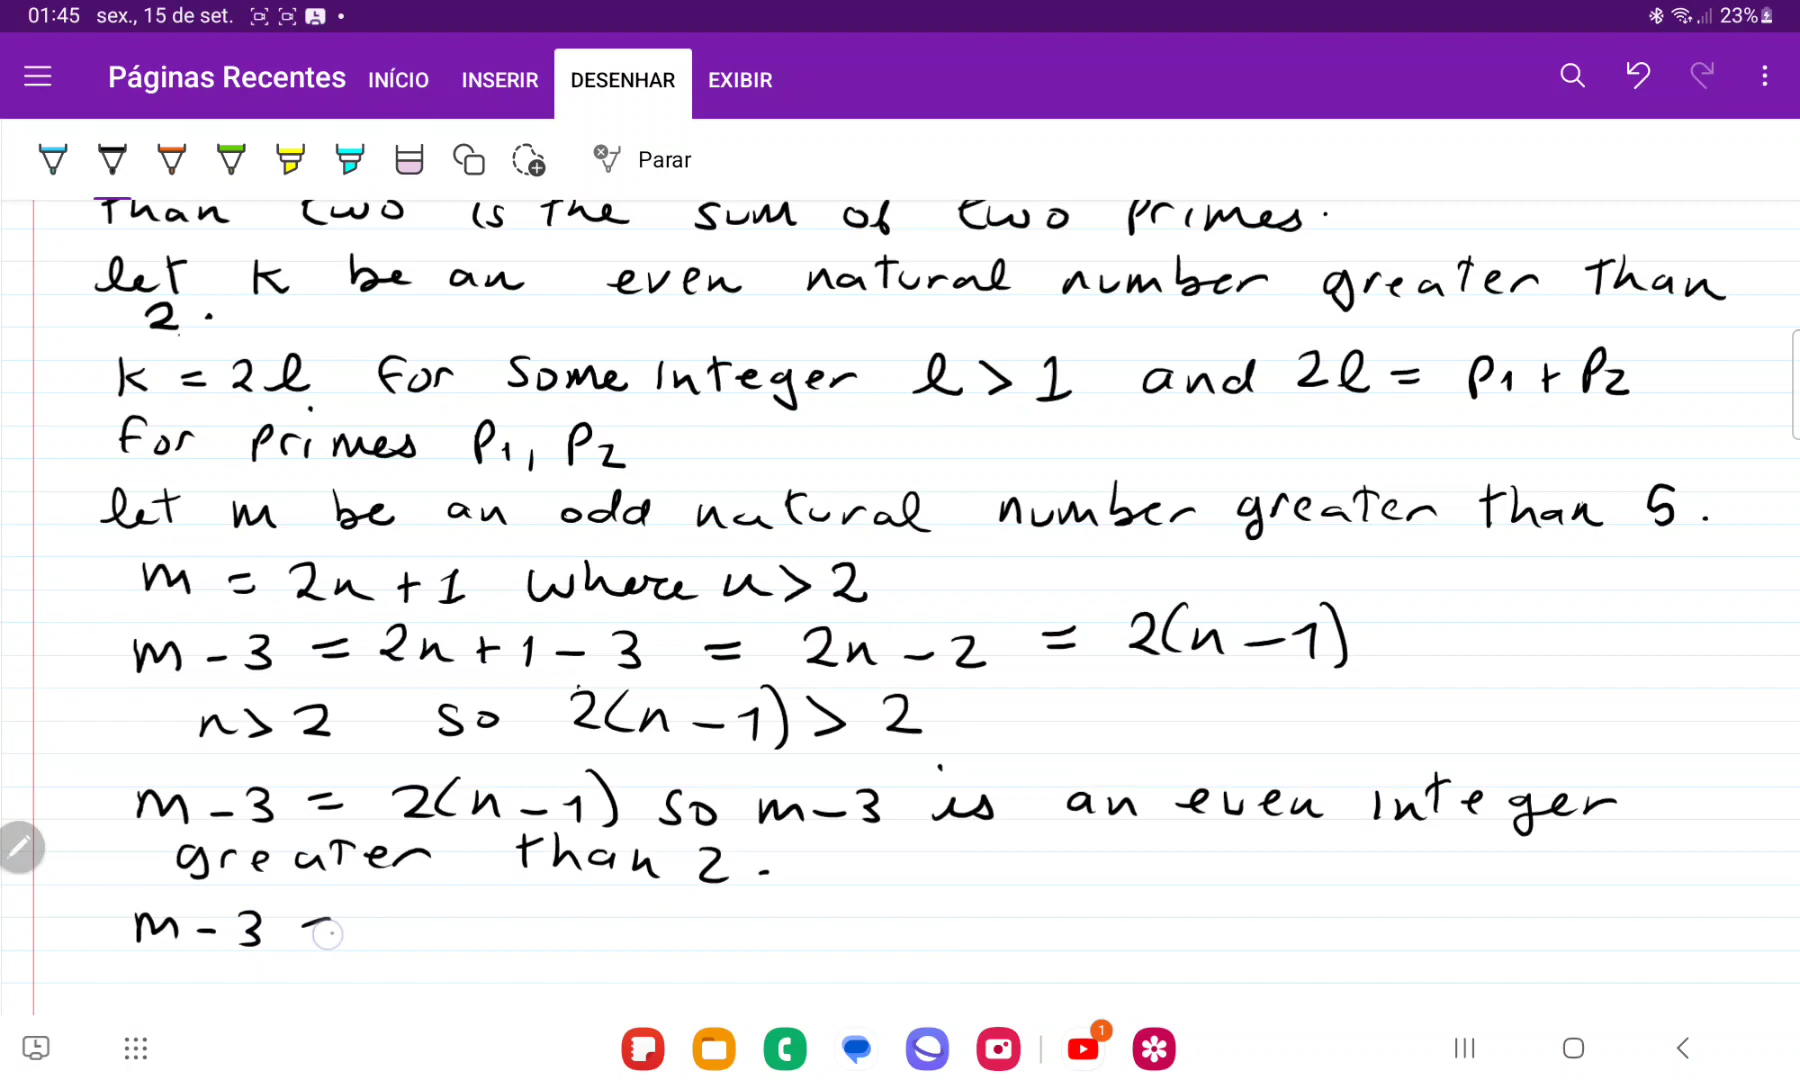 01:45 sex., 15 de set. 23%
Páginas Recentes INÍCIO INSERIR DESENHAR EXIBIR
Parar
than two is the sum of two primes.
let k be an even natural number greater than
2.
k = 2l for some integer l > 1 and 2l = P1 + P2
for primes P1, P2
let m be an odd natural number greater than 5.
m = 2n + 1 where n > 2
m - 3 = 2n + 1 - 3 = 2n - 2 = 2(n - 1)
n > 2 so 2(n - 1) > 2
m - 3 = 2(n - 1) so m - 3 is an even integer
greater than 2.
m - 3
1